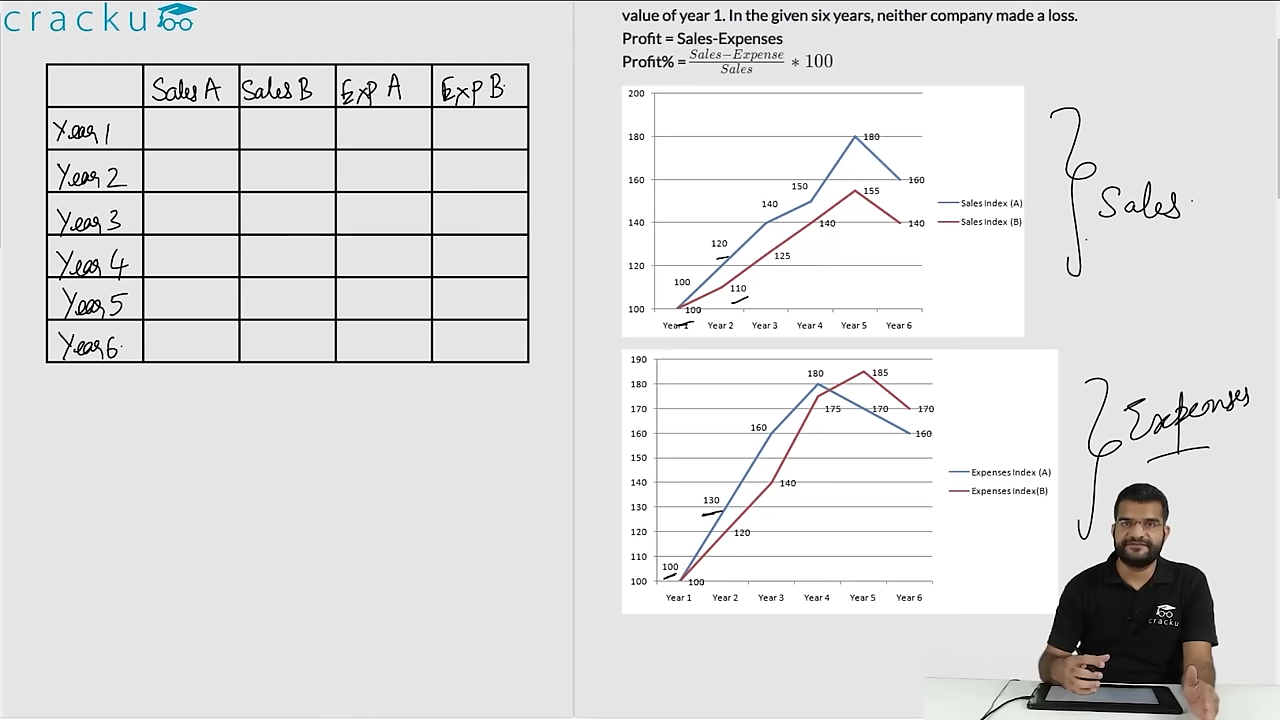 cracku
Sales A Sales B Exp A Exp B
Year 1
Year 2
Year 3
Year 4
Year 5
Year 6
value of year 1. In the given six years, neither company made a loss.
Profit = Sales-Expenses
Profit% = Sales−Expense/Sales * 100
200
180
160
140
120
100
180
160
150
155
140
140
140
120
125
110
100
100
Year 1 Year 2 Year 3 Year 4 Year 5 Year 6
Sales Index (A)
Sales Index (B)
Sales
190
180
170
160
150
140
130
120
110
100
180
185
175
170
170
160
160
140
130
120
100
100
Year 1 Year 2 Year 3 Year 4 Year 5 Year 6
Expenses Index (A)
Expenses Index(B)
Expenses
cracku